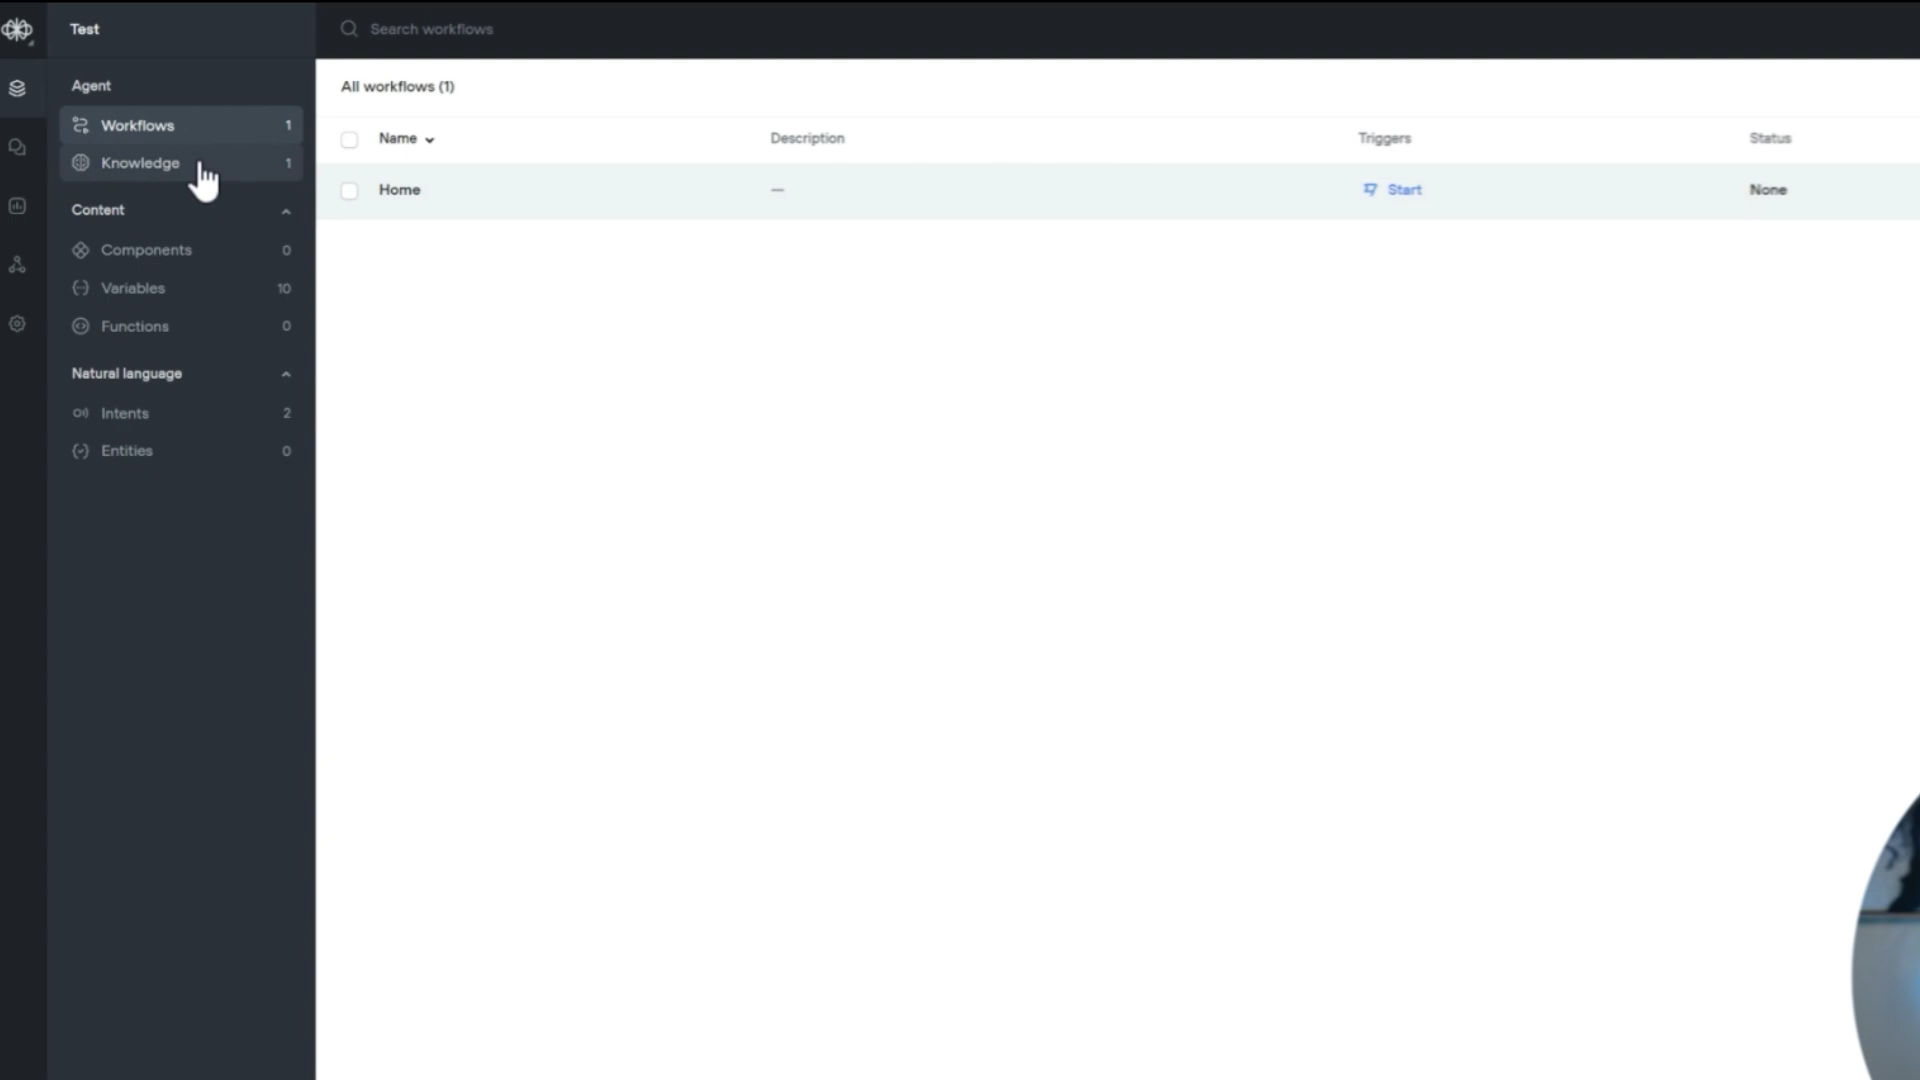 Test
Search workflows
Agent
Workflows 1
Knowledge 1
Content
Components 0
Variables 10
Functions 0
Natural language
Intents 2
Entities 0
All workflows (1)
Name Description Triggers Status
Home — Start None